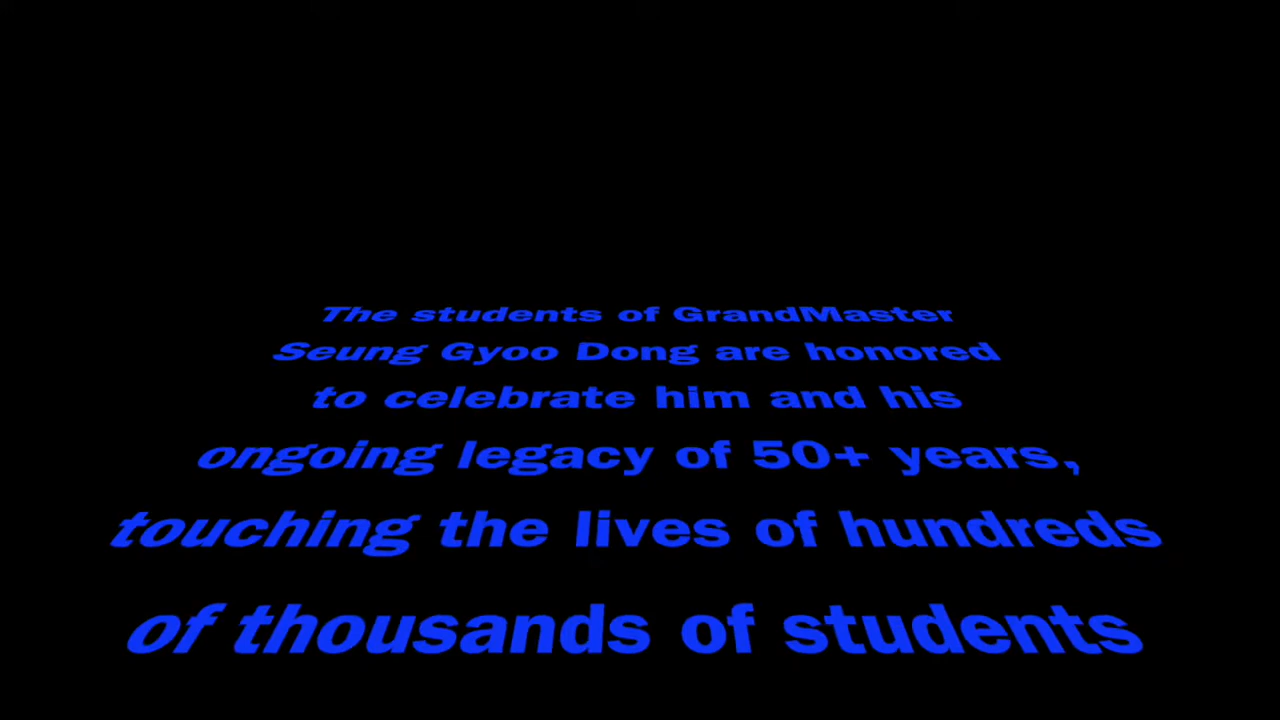 The students of GrandMaster
Seung Gyoo Dong are honored
to celebrate him and his
ongoing legacy of 50+ years,
touching the lives of hundreds
of thousands of students